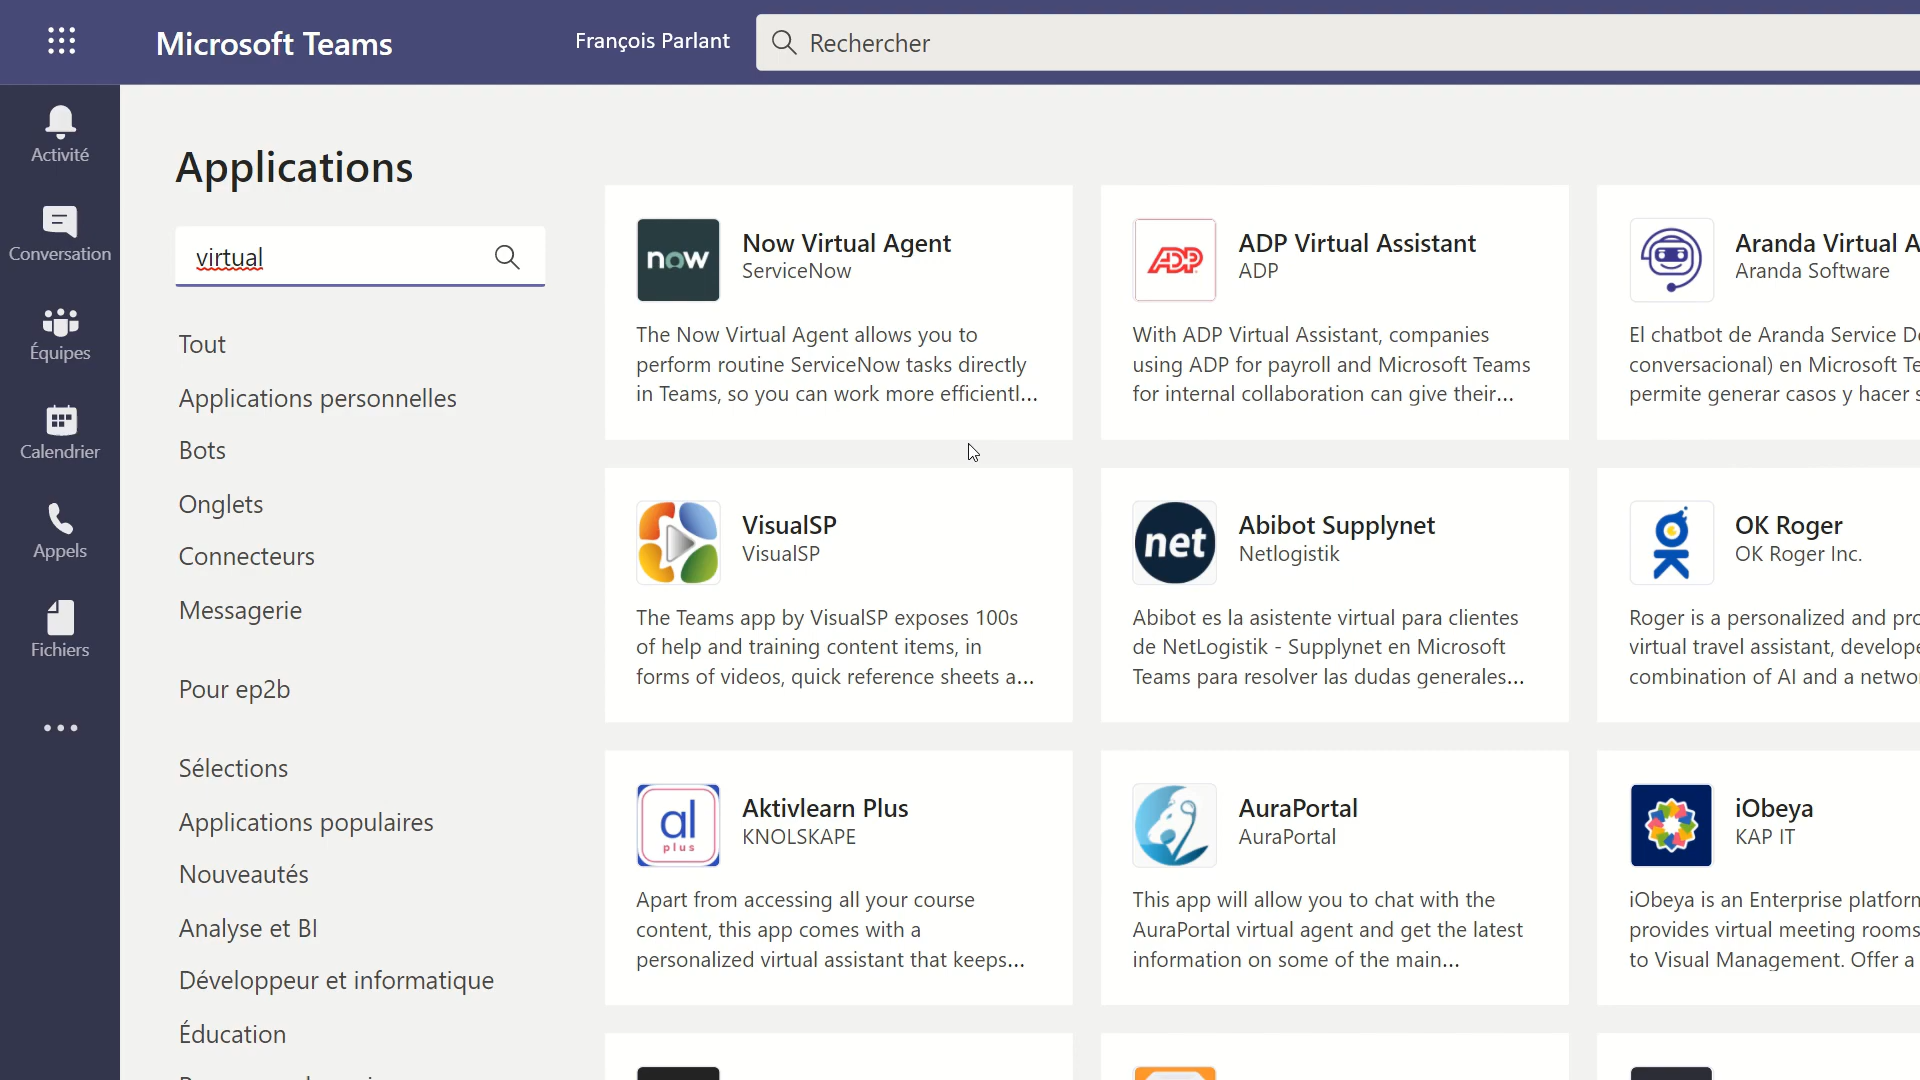 Microsoft Teams
François Parlant
Rechercher
Activité
Conversation
Équipes
Calendrier
Appels
Fichiers
Applications
virtual
Tout
Applications personnelles
Bots
Onglets
Connecteurs
Messagerie
Pour ep2b
Sélections
Applications populaires
Nouveautés
Analyse et BI
Développeur et informatique
Éducation
now
Now Virtual Agent
ServiceNow
The Now Virtual Agent allows you to
perform routine ServiceNow tasks directly
in Teams, so you can work more efficientl...
ADP
ADP Virtual Assistant
ADP
With ADP Virtual Assistant, companies
using ADP for payroll and Microsoft Teams
for internal collaboration can give their...
Aranda Virtual A
Aranda Software
El chatbot de Aranda Service De
conversacional) en Microsoft Te
permite generar casos y hacer s
VisualSP
VisualSP
The Teams app by VisualSP exposes 100s
of help and training content items, in
forms of videos, quick reference sheets a...
net
Abibot Supplynet
Netlogistik
Abibot es la asistente virtual para clientes
de NetLogistik - Supplynet en Microsoft
Teams para resolver las dudas generales...
OK Roger
OK Roger Inc.
Roger is a personalized and pro
virtual travel assistant, develope
combination of AI and a netwo
al
plus
Aktivlearn Plus
KNOLSKAPE
Apart from accessing all your course
content, this app comes with a
personalized virtual assistant that keeps...
AuraPortal
AuraPortal
This app will allow you to chat with the
AuraPortal virtual agent and get the latest
information on some of the main...
iObeya
KAP IT
iObeya is an Enterprise platform
provides virtual meeting rooms
to Visual Management. Offer a